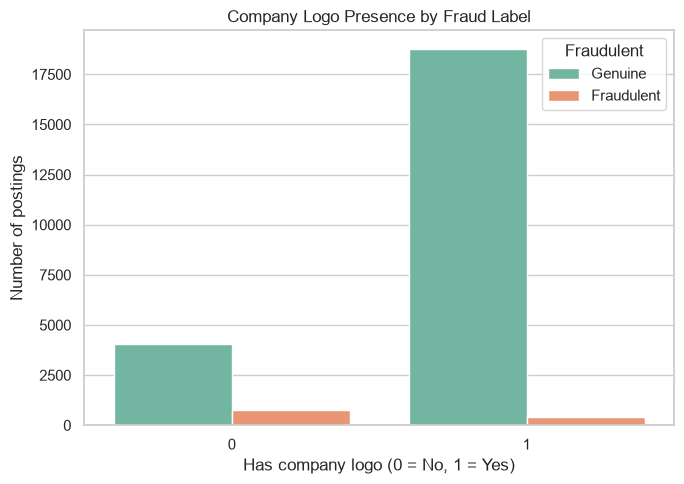 Company Logo Presence by Fraud Label
Fraudulent
Genuine
Fraudulent
17500
15000
12500
10000
7500
5000
2500
0
Number of postings
0
1
Has company logo (0 = No, 1 = Yes)